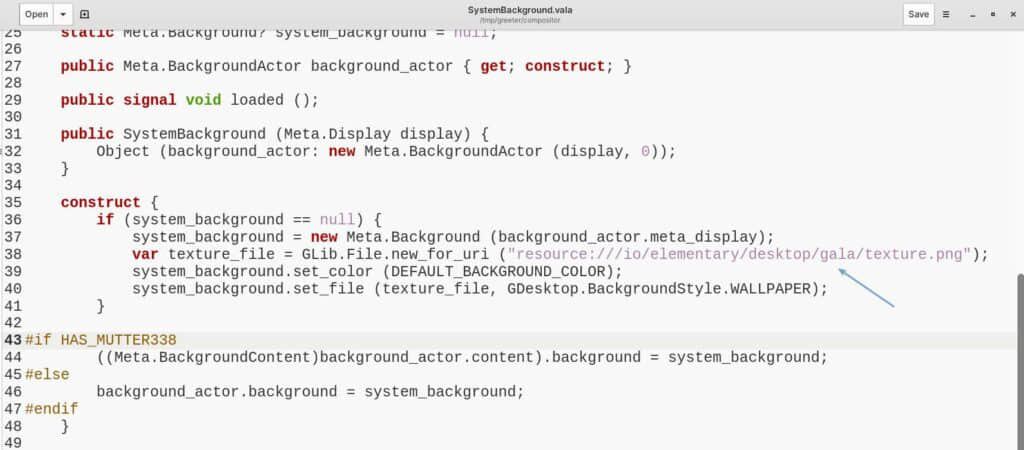 Open
SystemBackground.vala
/tmp/greeter/compositor
Save
25    static Meta.Background? system_background = null;
26
27    public Meta.BackgroundActor background_actor { get; construct; }
28
29    public signal void loaded ();
30
31    public SystemBackground (Meta.Display display) {
32        Object (background_actor: new Meta.BackgroundActor (display, 0));
33    }
34
35    construct {
36        if (system_background == null) {
37            system_background = new Meta.Background (background_actor.meta_display);
38            var texture_file = GLib.File.new_for_uri ("resource:///io/elementary/desktop/gala/texture.png");
39            system_background.set_color (DEFAULT_BACKGROUND_COLOR);
40            system_background.set_file (texture_file, GDesktop.BackgroundStyle.WALLPAPER);
41        }
42
43 #if HAS_MUTTER338
44        ((Meta.BackgroundContent)background_actor.content).background = system_background;
45 #else
46        background_actor.background = system_background;
47 #endif
48    }
49